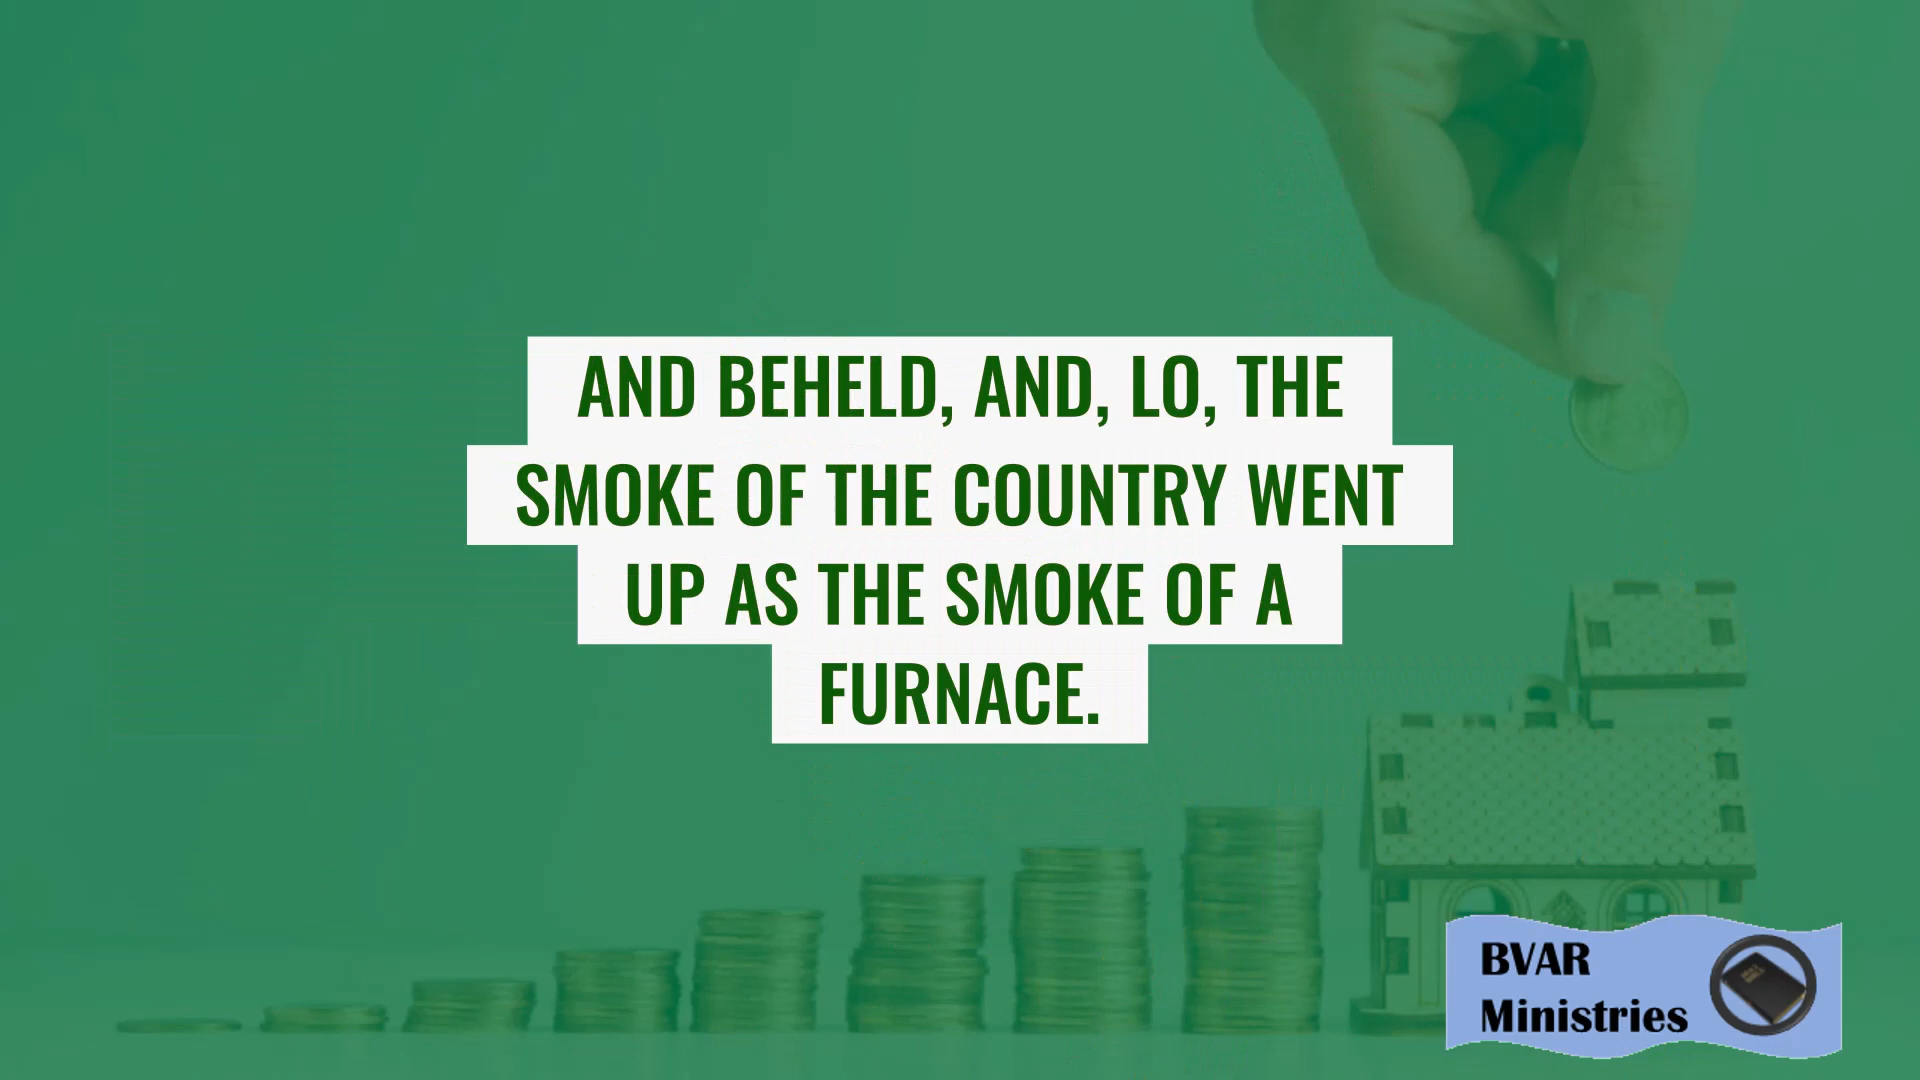 AND BEHELD, AND, LO, THE
SMOKE OF THE COUNTRY WENT
UP AS THE SMOKE OF A
FURNACE.
BVAR
Ministries